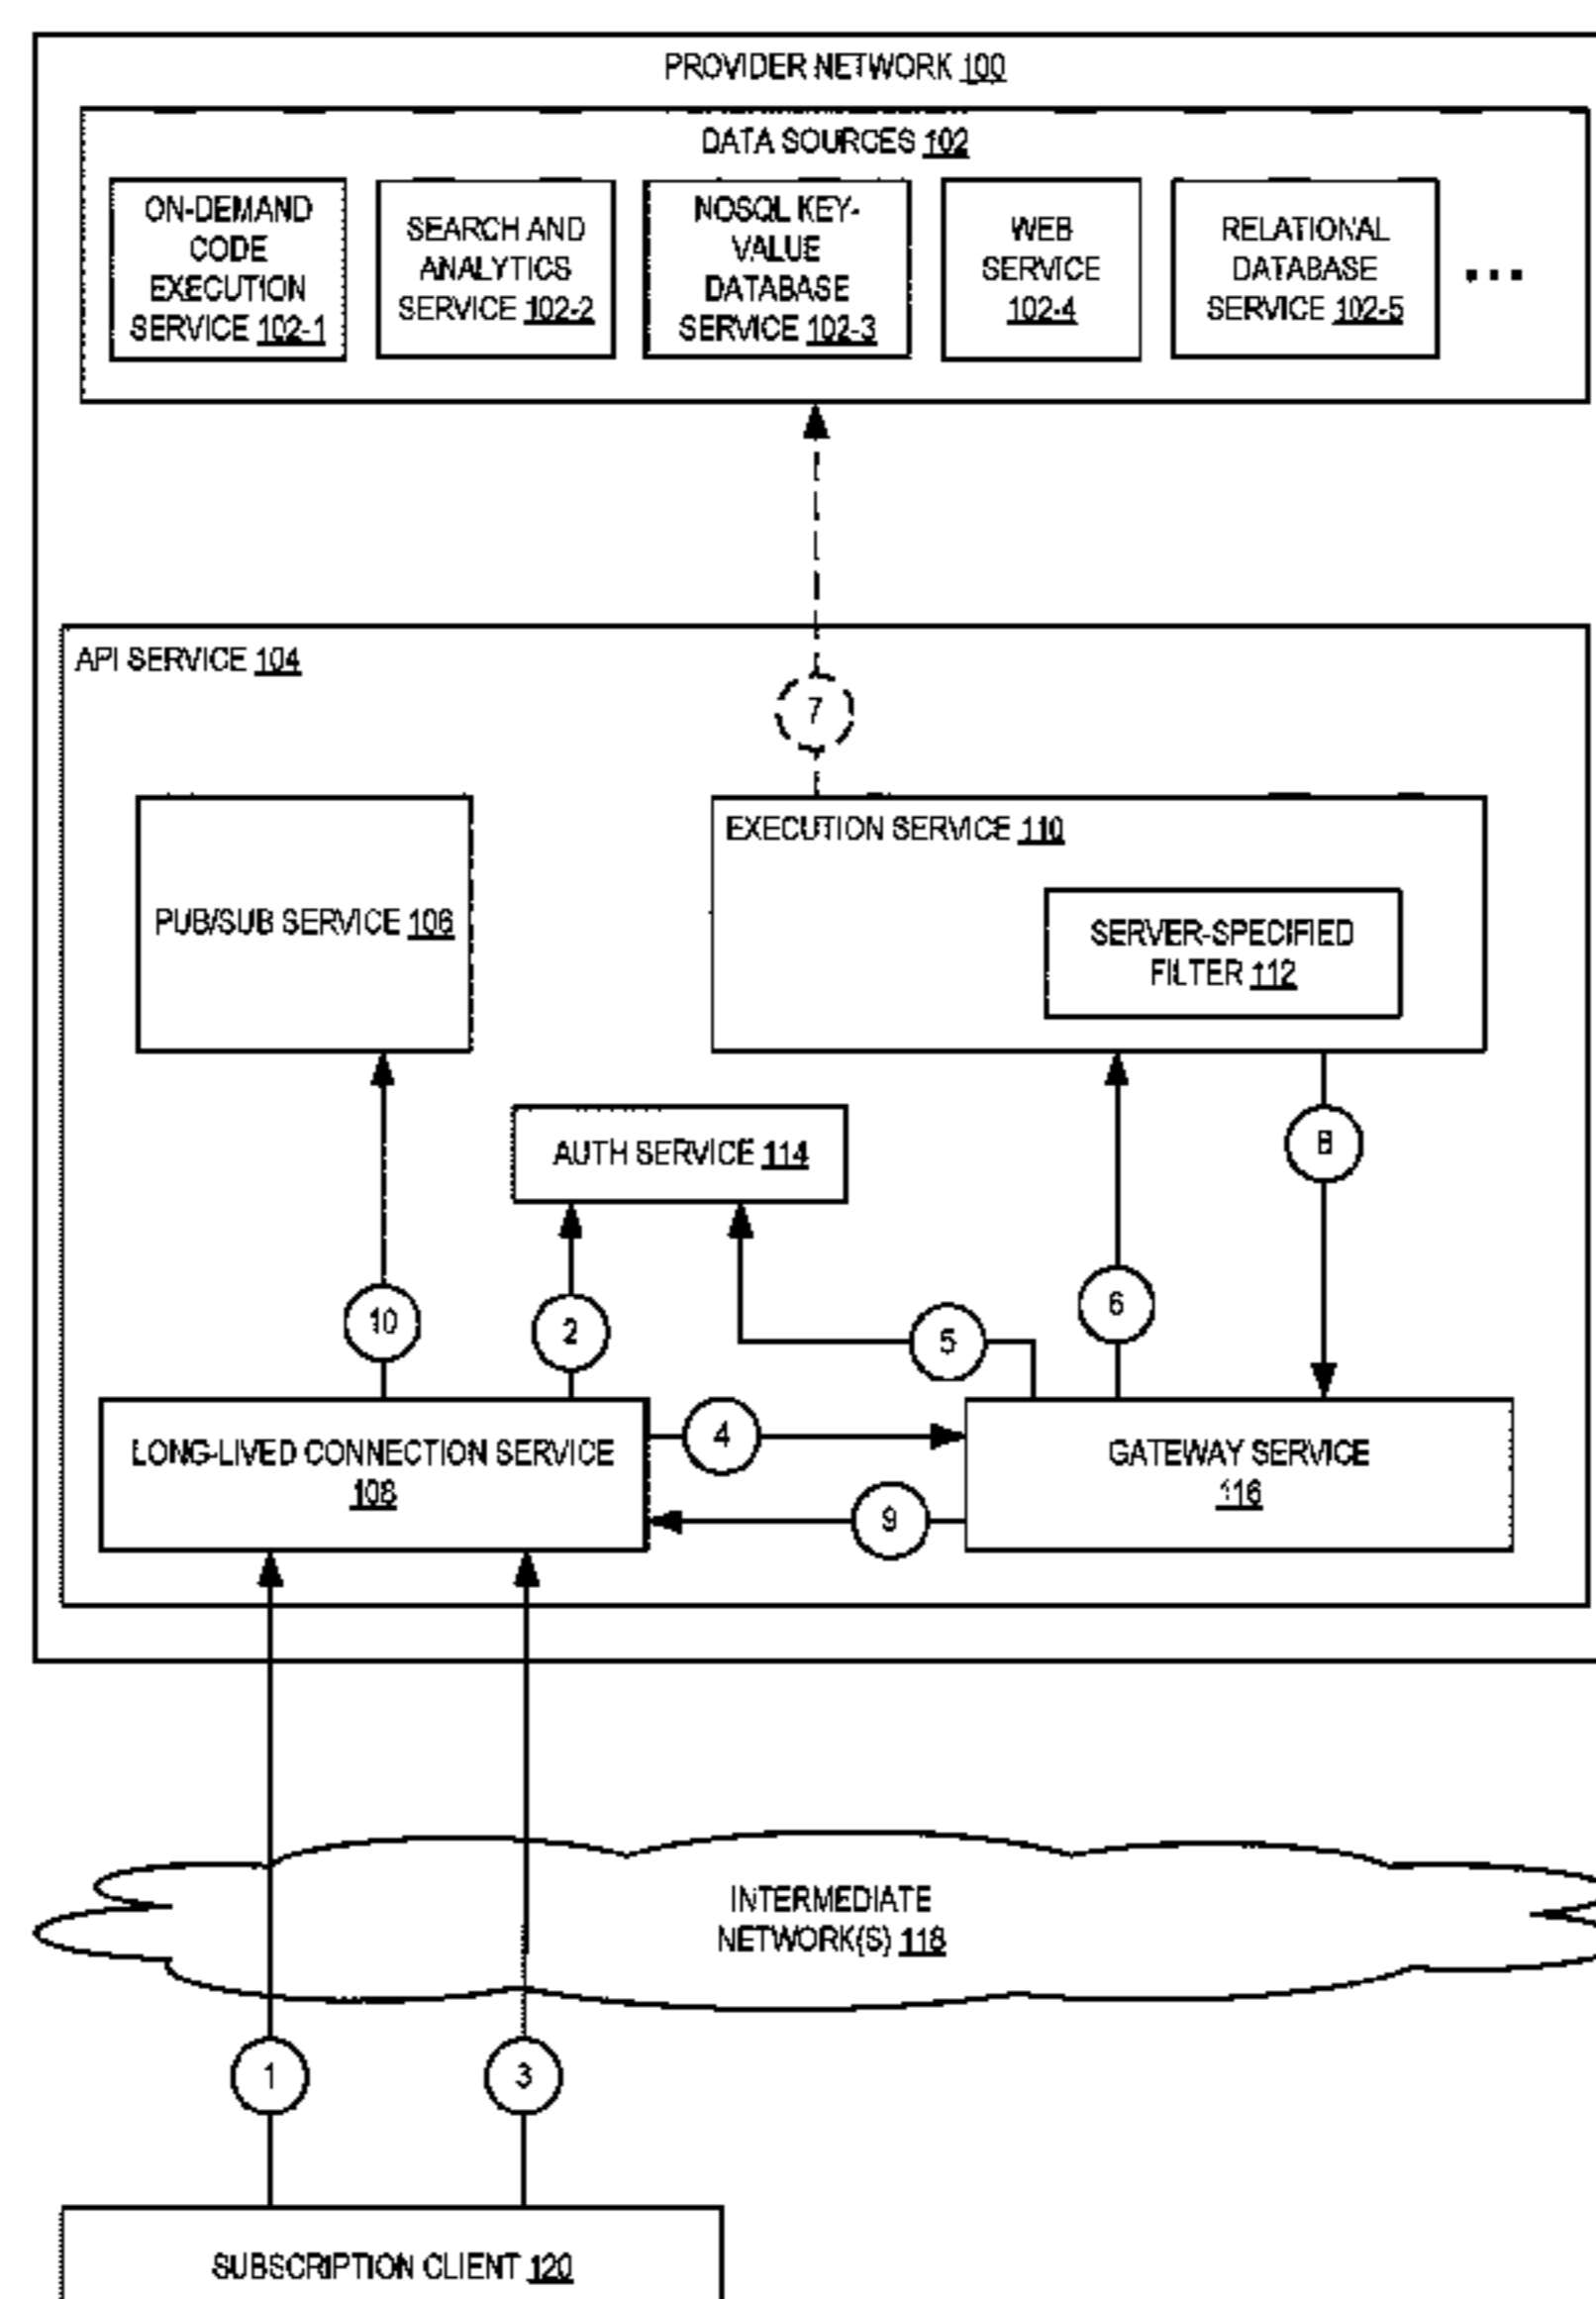 PROVIDER NETWORK 100
DATA SOURCES 102
ON-DEMAND
CODE
EXECUTION
SERVICE 102-1
SEARCH AND
ANALYTICS
SERVICE 102-2
NOSQL KEY-
VALUE
DATABASE
SERVICE 102-3
WEB
SERVICE
102-4
RELATIONAL
DATABASE
SERVICE 102-5
...
API SERVICE 104
7
PUB/SUB SERVICE 106
EXECUTION SERVICE 110
SERVER-SPECIFIED
FILTER 112
AUTH SERVICE 114
8
10
2
5
6
4
LONG-LIVED CONNECTION SERVICE
108
GATEWAY SERVICE
116
9
INTERMEDIATE
NETWORK(S) 118
1
3
SUBSCRIPTION CLIENT 120